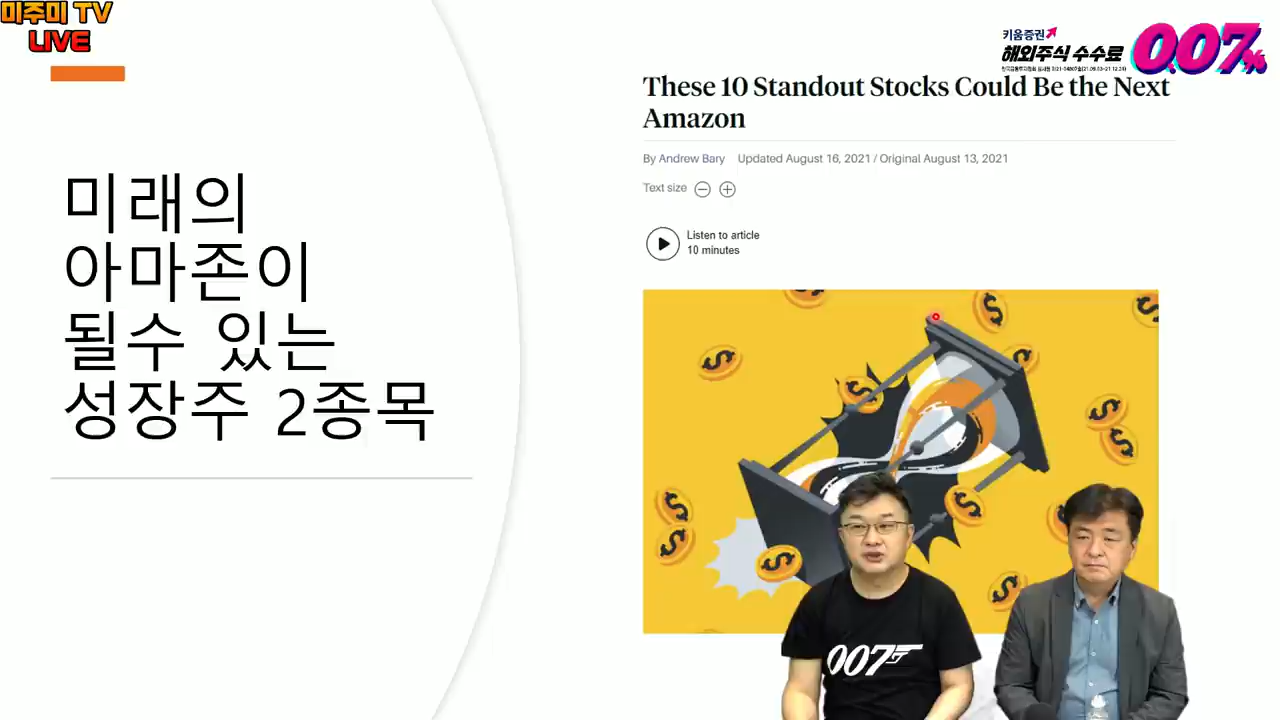 미주미 TV
LIVE
키움증권
해외주식 수수료
0.07%
These 10 Standout Stocks Could Be the Next
Amazon
By Andrew Bary Updated August 16, 2021 / Original August 13, 2021
Text size
Listen to article
10 minutes
미래의
아마존이
될수 있는
성장주 2종목
007